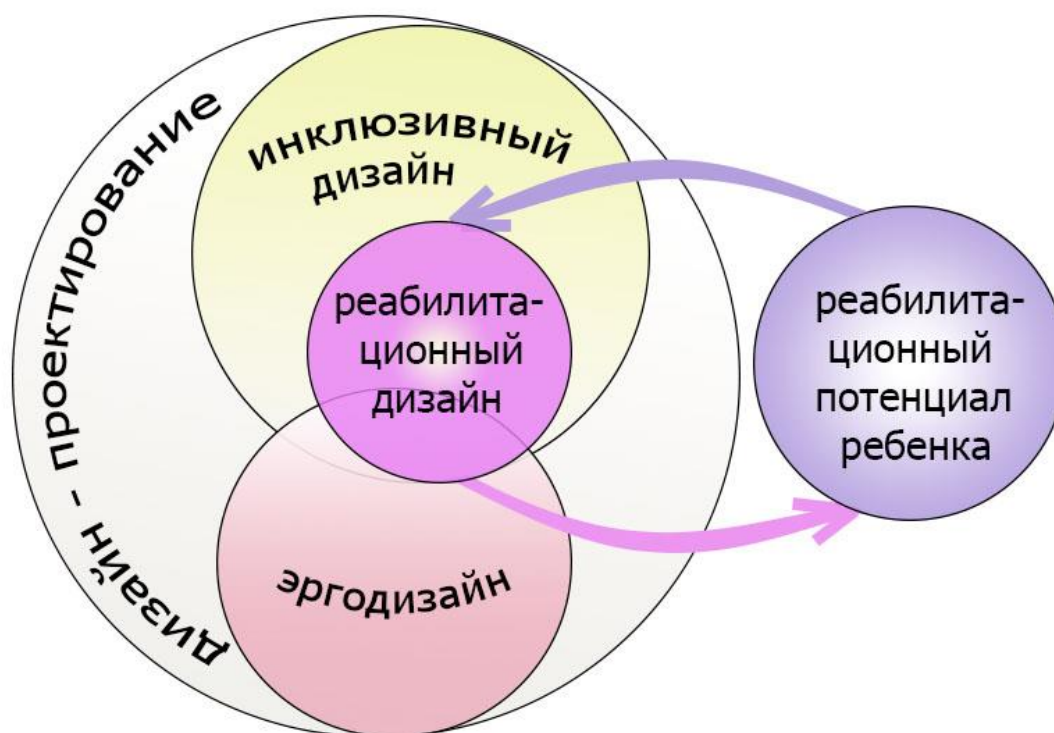 дизайн - проектирование
инклюзивный
дизайн
реабилита-
ционный
дизайн
эргодизайн
реабилита-
ционный
потенциал
ребенка